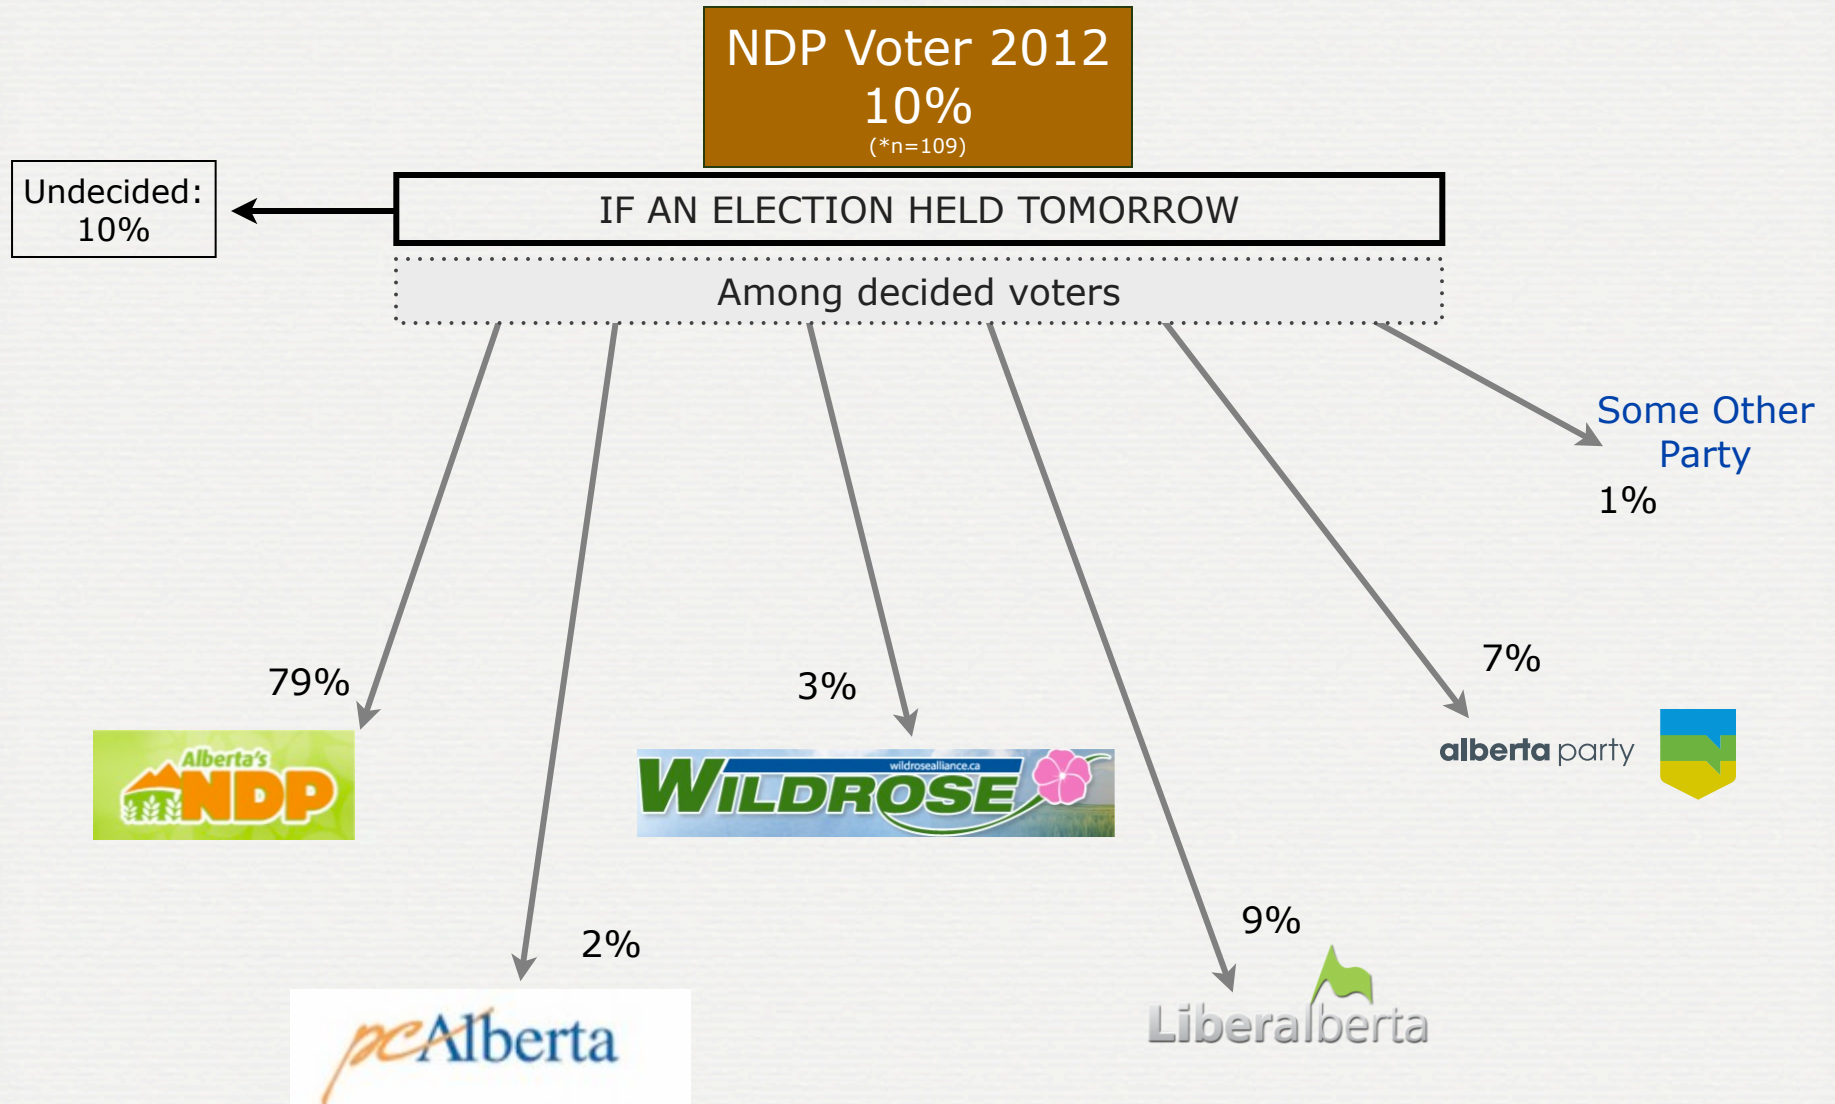 NDP Voter 2012
10%
(*n=109)
Undecided:
10%
IF AN ELECTION HELD TOMORROW
Among decided voters
Some Other
Party
1%
79%
3%
7%
Alberta's
NDP
wildrosealliance.ca
WILDROSE
alberta party
2%
9%
pcAlberta
Liberalberta